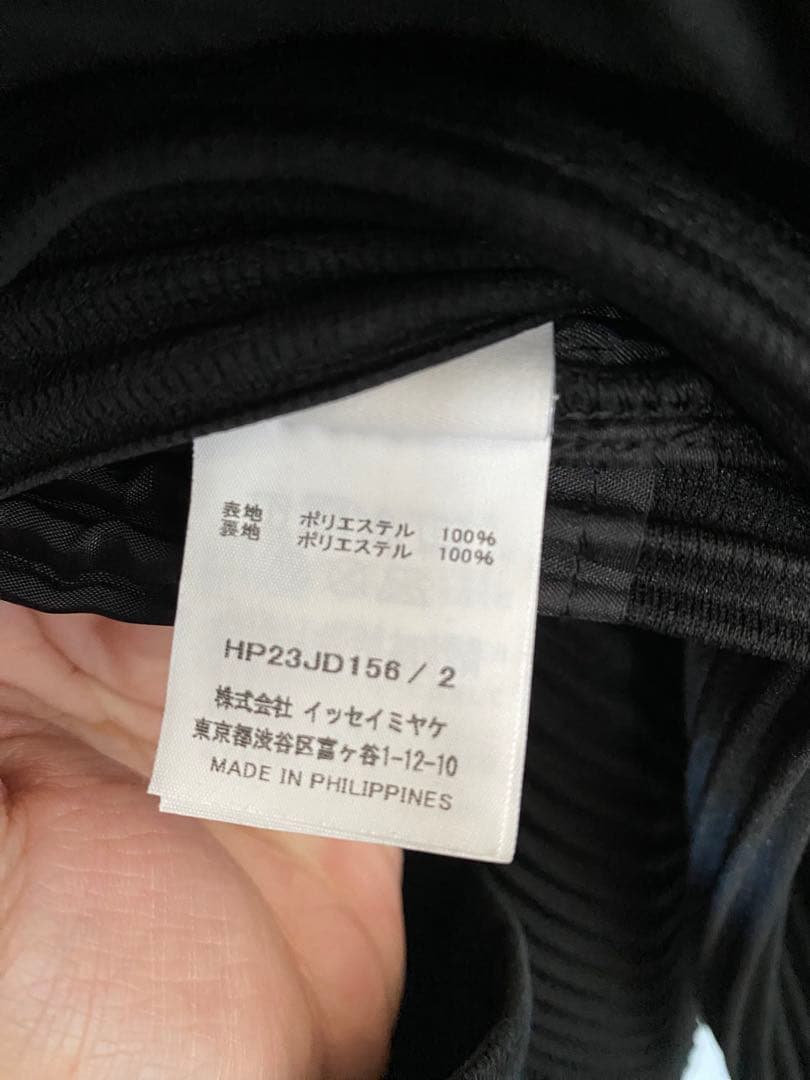 表地 ポリエステル 100%
裏地 ポリエステル 100%
HP23JD156 / 2
株式会社 イッセイミヤケ
東京都渋谷区富ヶ谷1-12-10
MADE IN PHILIPPINES